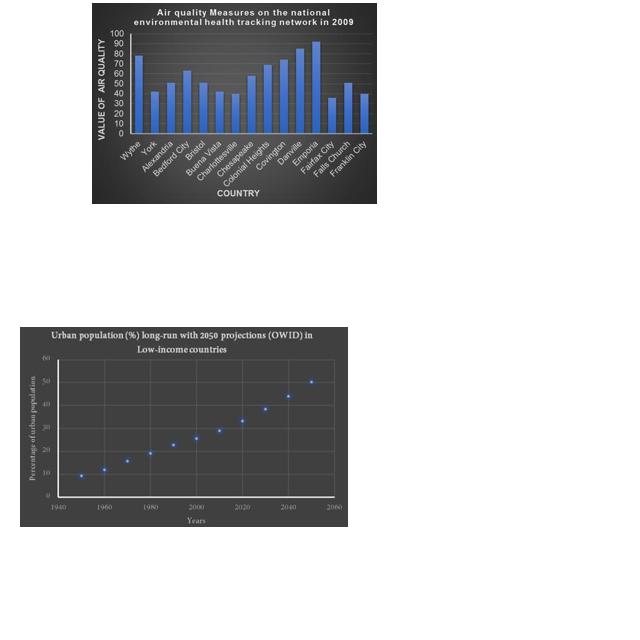 Air quality Measures on the national
environmental health tracking network in 2009
VALUE OF AIR QUALITY
100
90
80
70
60
50
40
30
20
10
0
Wythe
York
Alexandria
Bedford City
Bristol
Buena Vista
Charlottesville
Chesapeake
Colonial Heights
Covington
Danville
Emporia
Fairfax City
Falls Church
Franklin City
COUNTRY
Urban population (%) long-run with 2050 projections (OWID) in
Low-income countries
Percentage of urban population
60
50
40
30
20
10
0
1940
1960
1980
2000
2020
2040
2060
Years